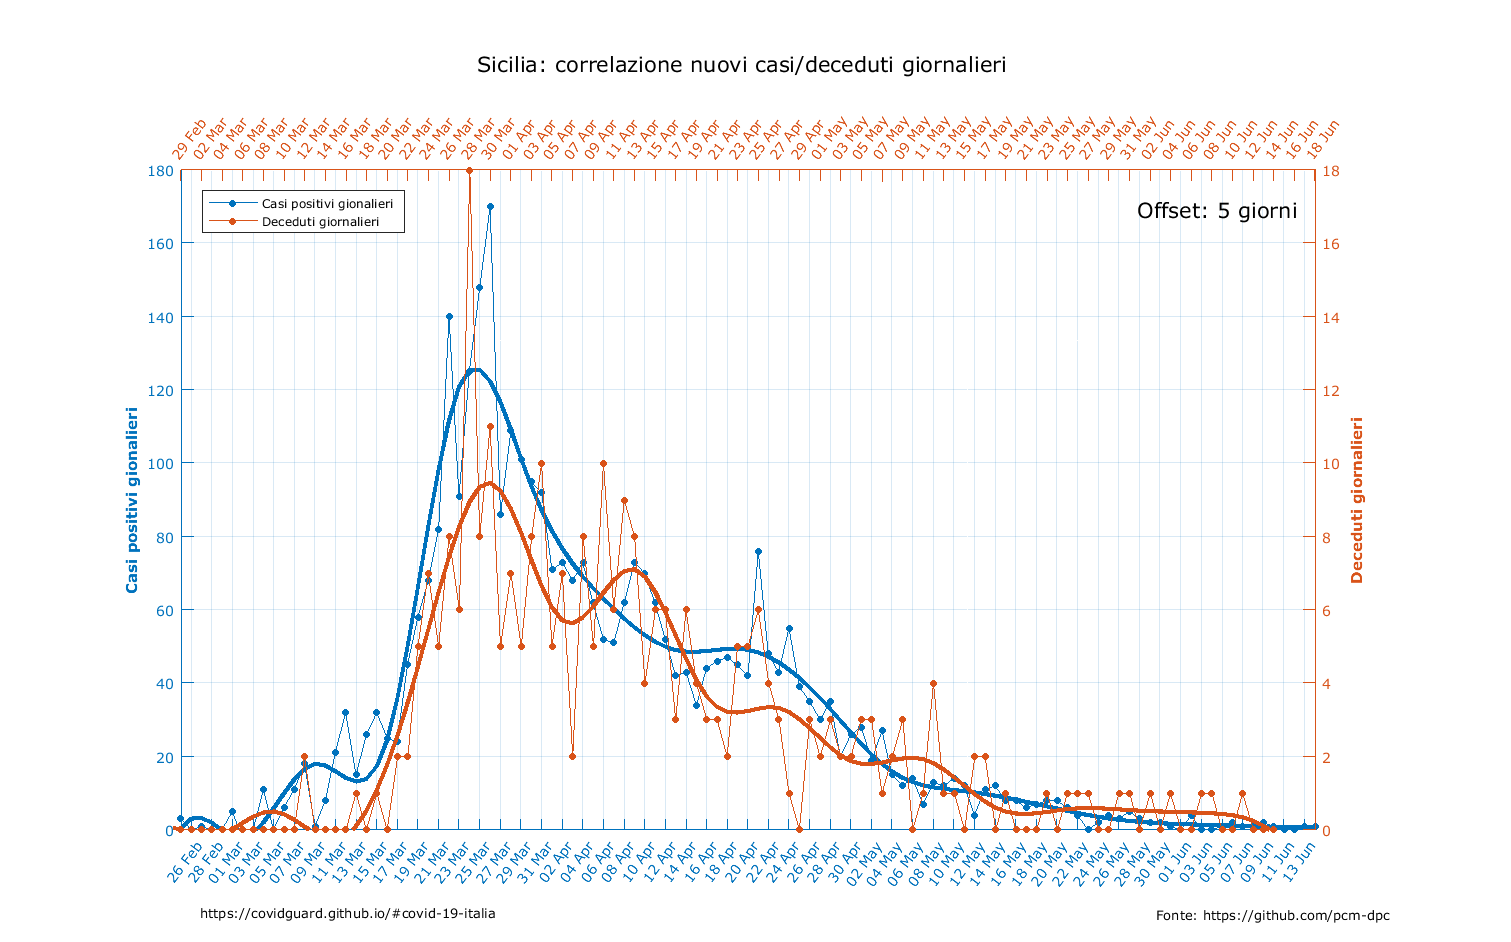 Sicilia: correlazione nuovi casi/deceduti giornalieri
29 Feb 02 Mar 04 Mar 06 Mar 08 Mar 10 Mar 12 Mar 14 Mar 16 Mar 18 Mar 20 Mar 22 Mar 24 Mar 26 Mar 28 Mar 30 Mar 01 Apr 03 Apr 05 Apr 07 Apr 09 Apr 11 Apr 13 Apr 15 Apr 17 Apr 19 Apr 21 Apr 23 Apr 25 Apr 27 Apr 29 Apr 01 May 03 May 05 May 07 May 09 May 11 May 13 May 15 May 17 May 19 May 21 May 23 May 25 May 27 May 29 May 31 May 02 Jun 04 Jun 06 Jun 08 Jun 10 Jun 12 Jun 14 Jun 16 Jun 18 Jun
180 18
Casi positivi gionalieri
Deceduti giornalieri
Offset: 5 giorni
160 16
140 14
120 12
100 10
80 8
60 6
40 4
20 2
0 0
Casi positivi gionalieri
Deceduti giornalieri
26 Feb 28 Feb 01 Mar 03 Mar 05 Mar 07 Mar 09 Mar 11 Mar 13 Mar 15 Mar 17 Mar 19 Mar 21 Mar 23 Mar 25 Mar 27 Mar 29 Mar 31 Mar 02 Apr 04 Apr 06 Apr 08 Apr 10 Apr 12 Apr 14 Apr 16 Apr 18 Apr 20 Apr 22 Apr 24 Apr 26 Apr 28 Apr 30 Apr 02 May 04 May 06 May 08 May 10 May 12 May 14 May 16 May 18 May 20 May 22 May 24 May 26 May 28 May 30 May 01 Jun 03 Jun 05 Jun 07 Jun 09 Jun 11 Jun 13 Jun
https://covidguard.github.io/#covid-19-italia
Fonte: https://github.com/pcm-dpc